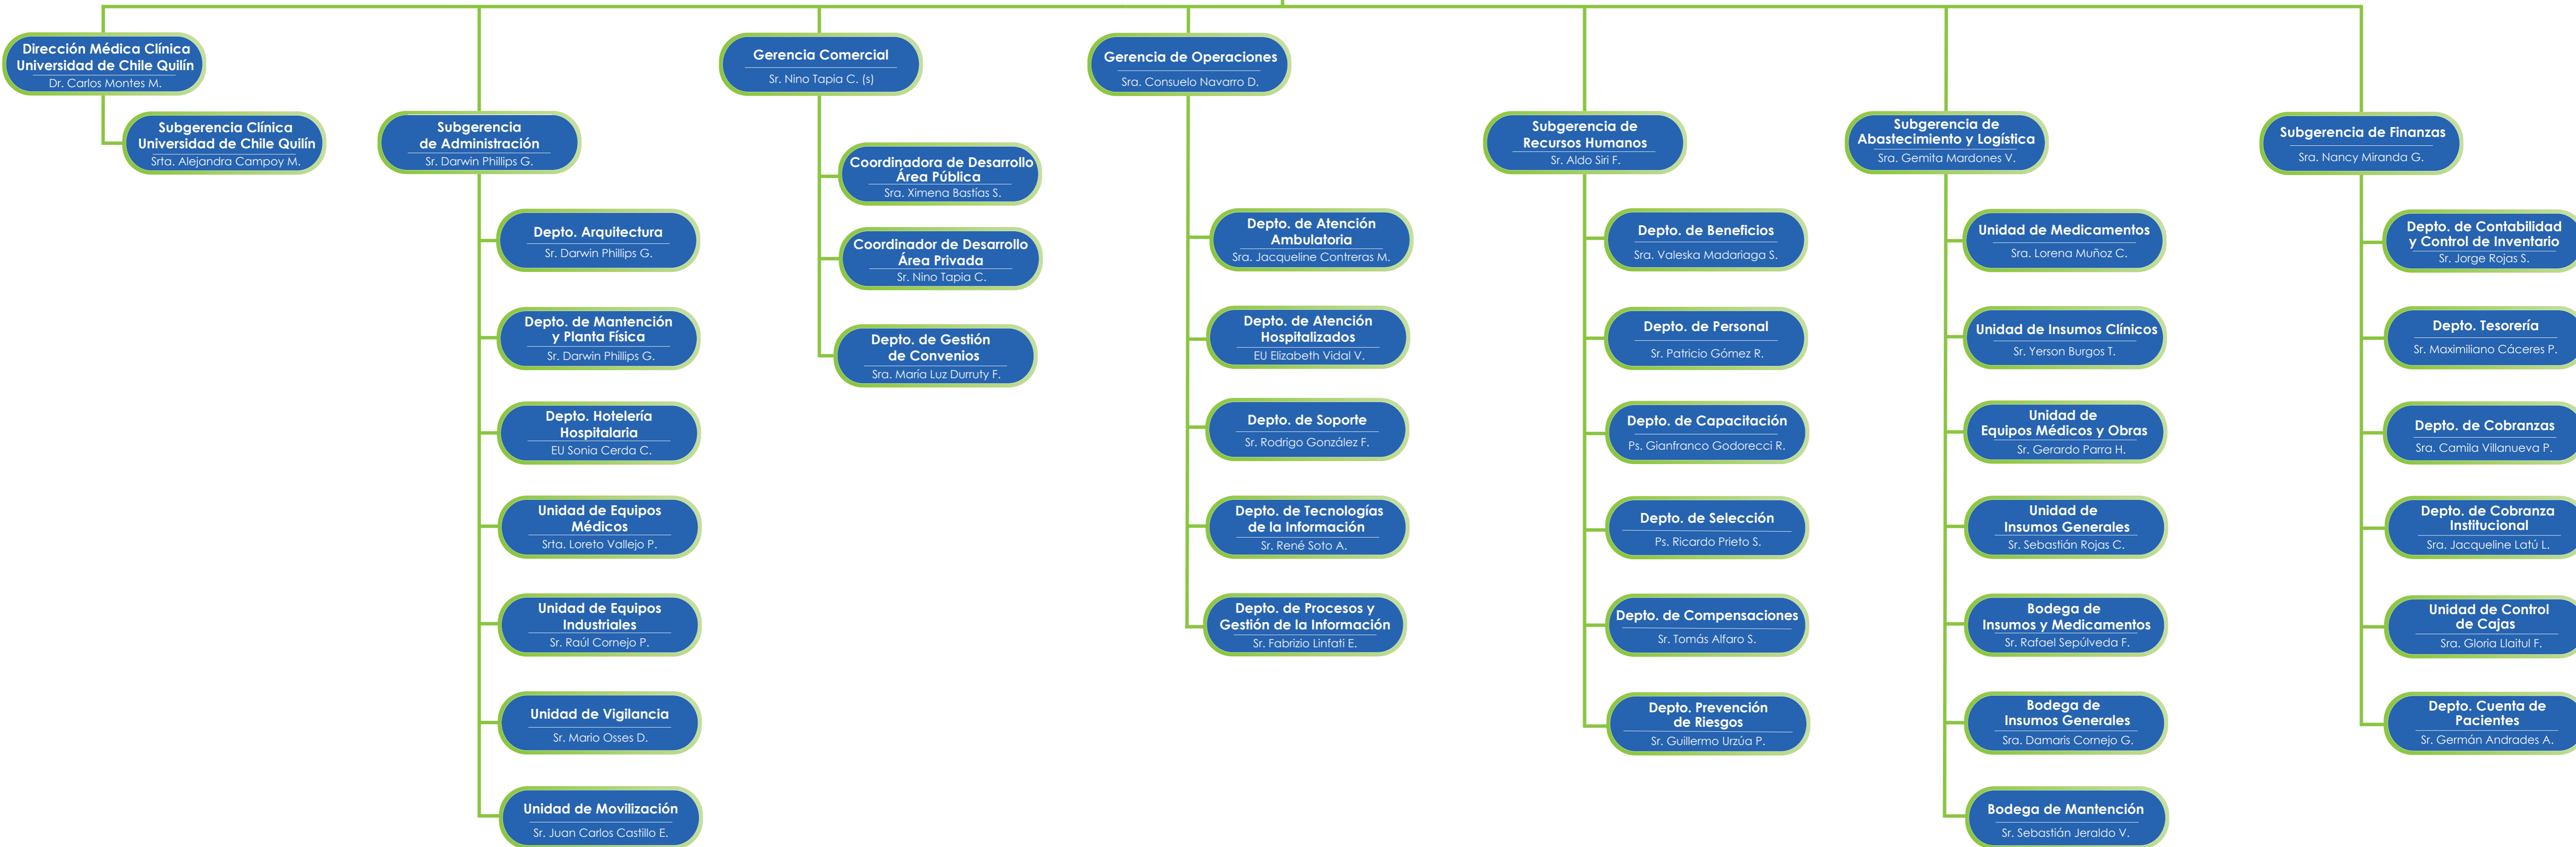 Dirección Médica Clínica
Universidad de Chile Quilín
Dr. Carlos Montes M.
Subgerencia Clínica
Universidad de Chile Quilín
Srta. Alejandra Campoy M.
Subgerencia
de Administración
Sr. Darwin Phillips G.
Depto. Arquitectura
Sr. Darwin Phillips G.
Depto. de Mantención
y Planta Física
Sr. Darwin Phillips G.
Depto. Hotelería
Hospitalaria
EU Sonia Cerda C.
Unidad de Equipos
Médicos
Srta. Loreto Vallejo P.
Unidad de Equipos
Industriales
Sr. Raúl Cornejo P.
Unidad de Vigilancia
Sr. Mario Osses D.
Unidad de Movilización
Sr. Juan Carlos Castillo E.
Gerencia Comercial
Sr. Nino Tapia C. (s)
Coordinadora de Desarrollo
Área Pública
Sra. Ximena Bastías S.
Coordinador de Desarrollo
Área Privada
Sr. Nino Tapia C.
Depto. de Gestión
de Convenios
Sra. María Luz Durruty F.
Gerencia de Operaciones
Sra. Consuelo Navarro D.
Depto. de Atención
Ambulatoria
Sra. Jacqueline Contreras M.
Depto. de Atención
Hospitalizados
EU Elizabeth Vidal V.
Depto. de Soporte
Sr. Rodrigo González F.
Depto. de Tecnologías
de la Información
Sr. René Soto A.
Depto. de Procesos y
Gestión de la Información
Sr. Fabrizio Linfati E.
Subgerencia de
Recursos Humanos
Sr. Aldo Siri F.
Depto. de Beneficios
Sra. Valeska Madariaga S.
Depto. de Personal
Sr. Patricio Gómez R.
Depto. de Capacitación
Ps. Gianfranco Godorecci R.
Depto. de Selección
Ps. Ricardo Prieto S.
Depto. de Compensaciones
Sr. Tomás Alfaro S.
Depto. Prevención
de Riesgos
Sr. Guillermo Urzúa P.
Subgerencia de
Abastecimiento y Logística
Sra. Gemita Mardones V.
Unidad de Medicamentos
Sra. Lorena Muñoz C.
Unidad de Insumos Clínicos
Sr. Yerson Burgos T.
Unidad de
Equipos Médicos y Obras
Sr. Gerardo Parra H.
Unidad de
Insumos Generales
Sr. Sebastián Rojas C.
Bodega de
Insumos y Medicamentos
Sr. Rafael Sepúlveda F.
Bodega de
Insumos Generales
Sra. Damaris Cornejo G.
Bodega de Mantención
Sr. Sebastián Jeraldo V.
Subgerencia de Finanzas
Sra. Nancy Miranda G.
Depto. de Contabilidad
y Control de Inventario
Sr. Jorge Rojas S.
Depto. Tesorería
Sr. Maximiliano Cáceres P.
Depto. de Cobranzas
Sra. Camila Villanueva P.
Depto. de Cobranza
Institucional
Sra. Jacqueline Latú L.
Unidad de Control
de Cajas
Sra. Gloria Llaitul F.
Depto. Cuenta de
Pacientes
Sr. Germán Andrades A.